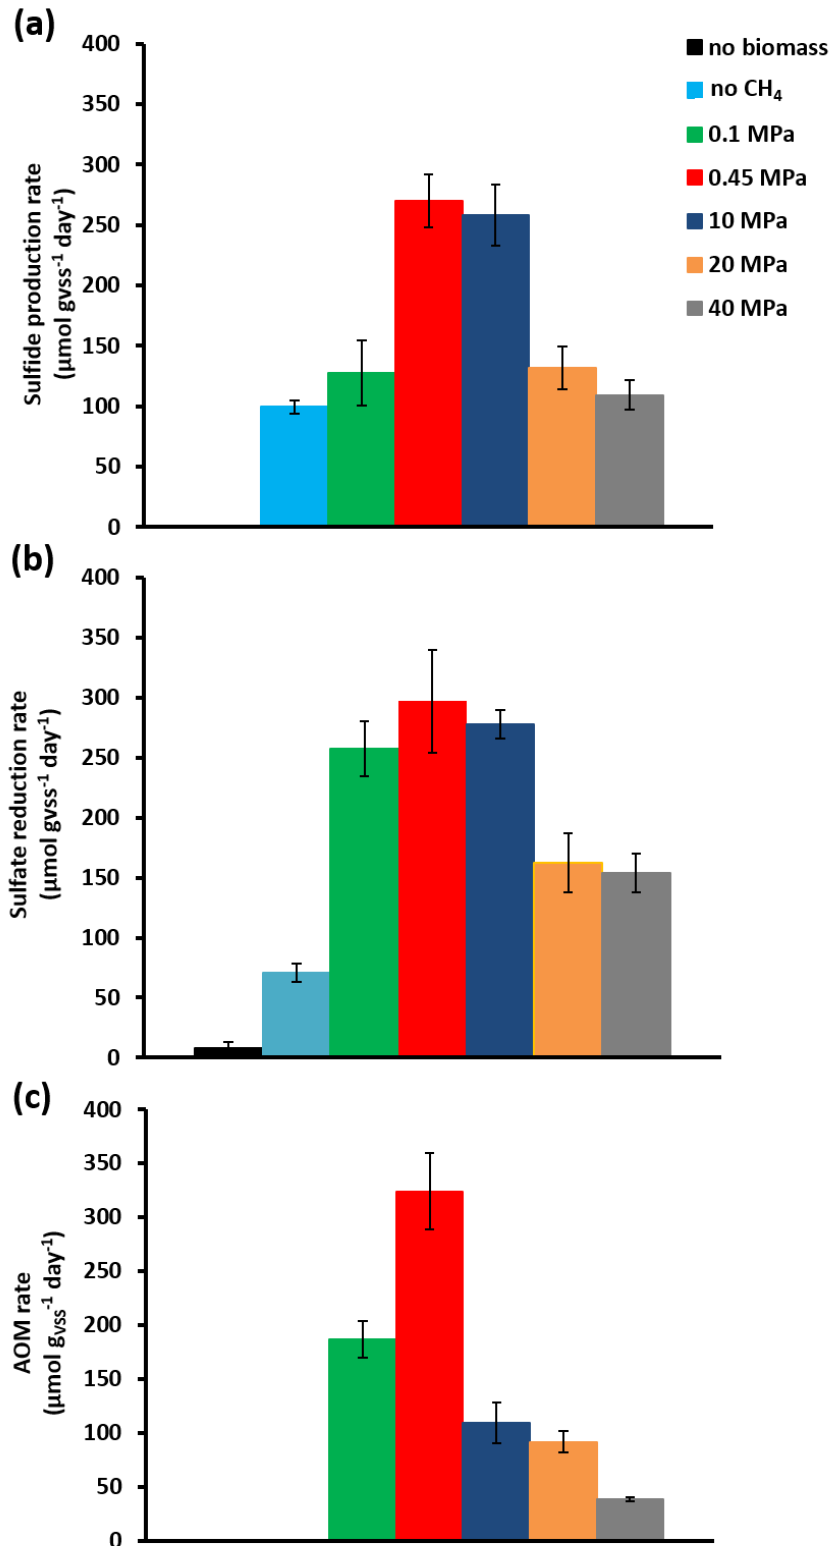 (a)
400
350
300
250
200
150
100
50
0
Sulfide production rate
(µmol gvss⁻¹ day⁻¹)
no biomass
no CH₄
0.1 MPa
0.45 MPa
10 MPa
20 MPa
40 MPa
(b)
400
350
300
250
200
150
100
50
0
Sulfate reduction rate
(µmol gvss⁻¹ day⁻¹)
(c)
400
350
300
250
200
150
100
50
0
AOM rate
(µmol gᵥₛₛ⁻¹ day⁻¹)